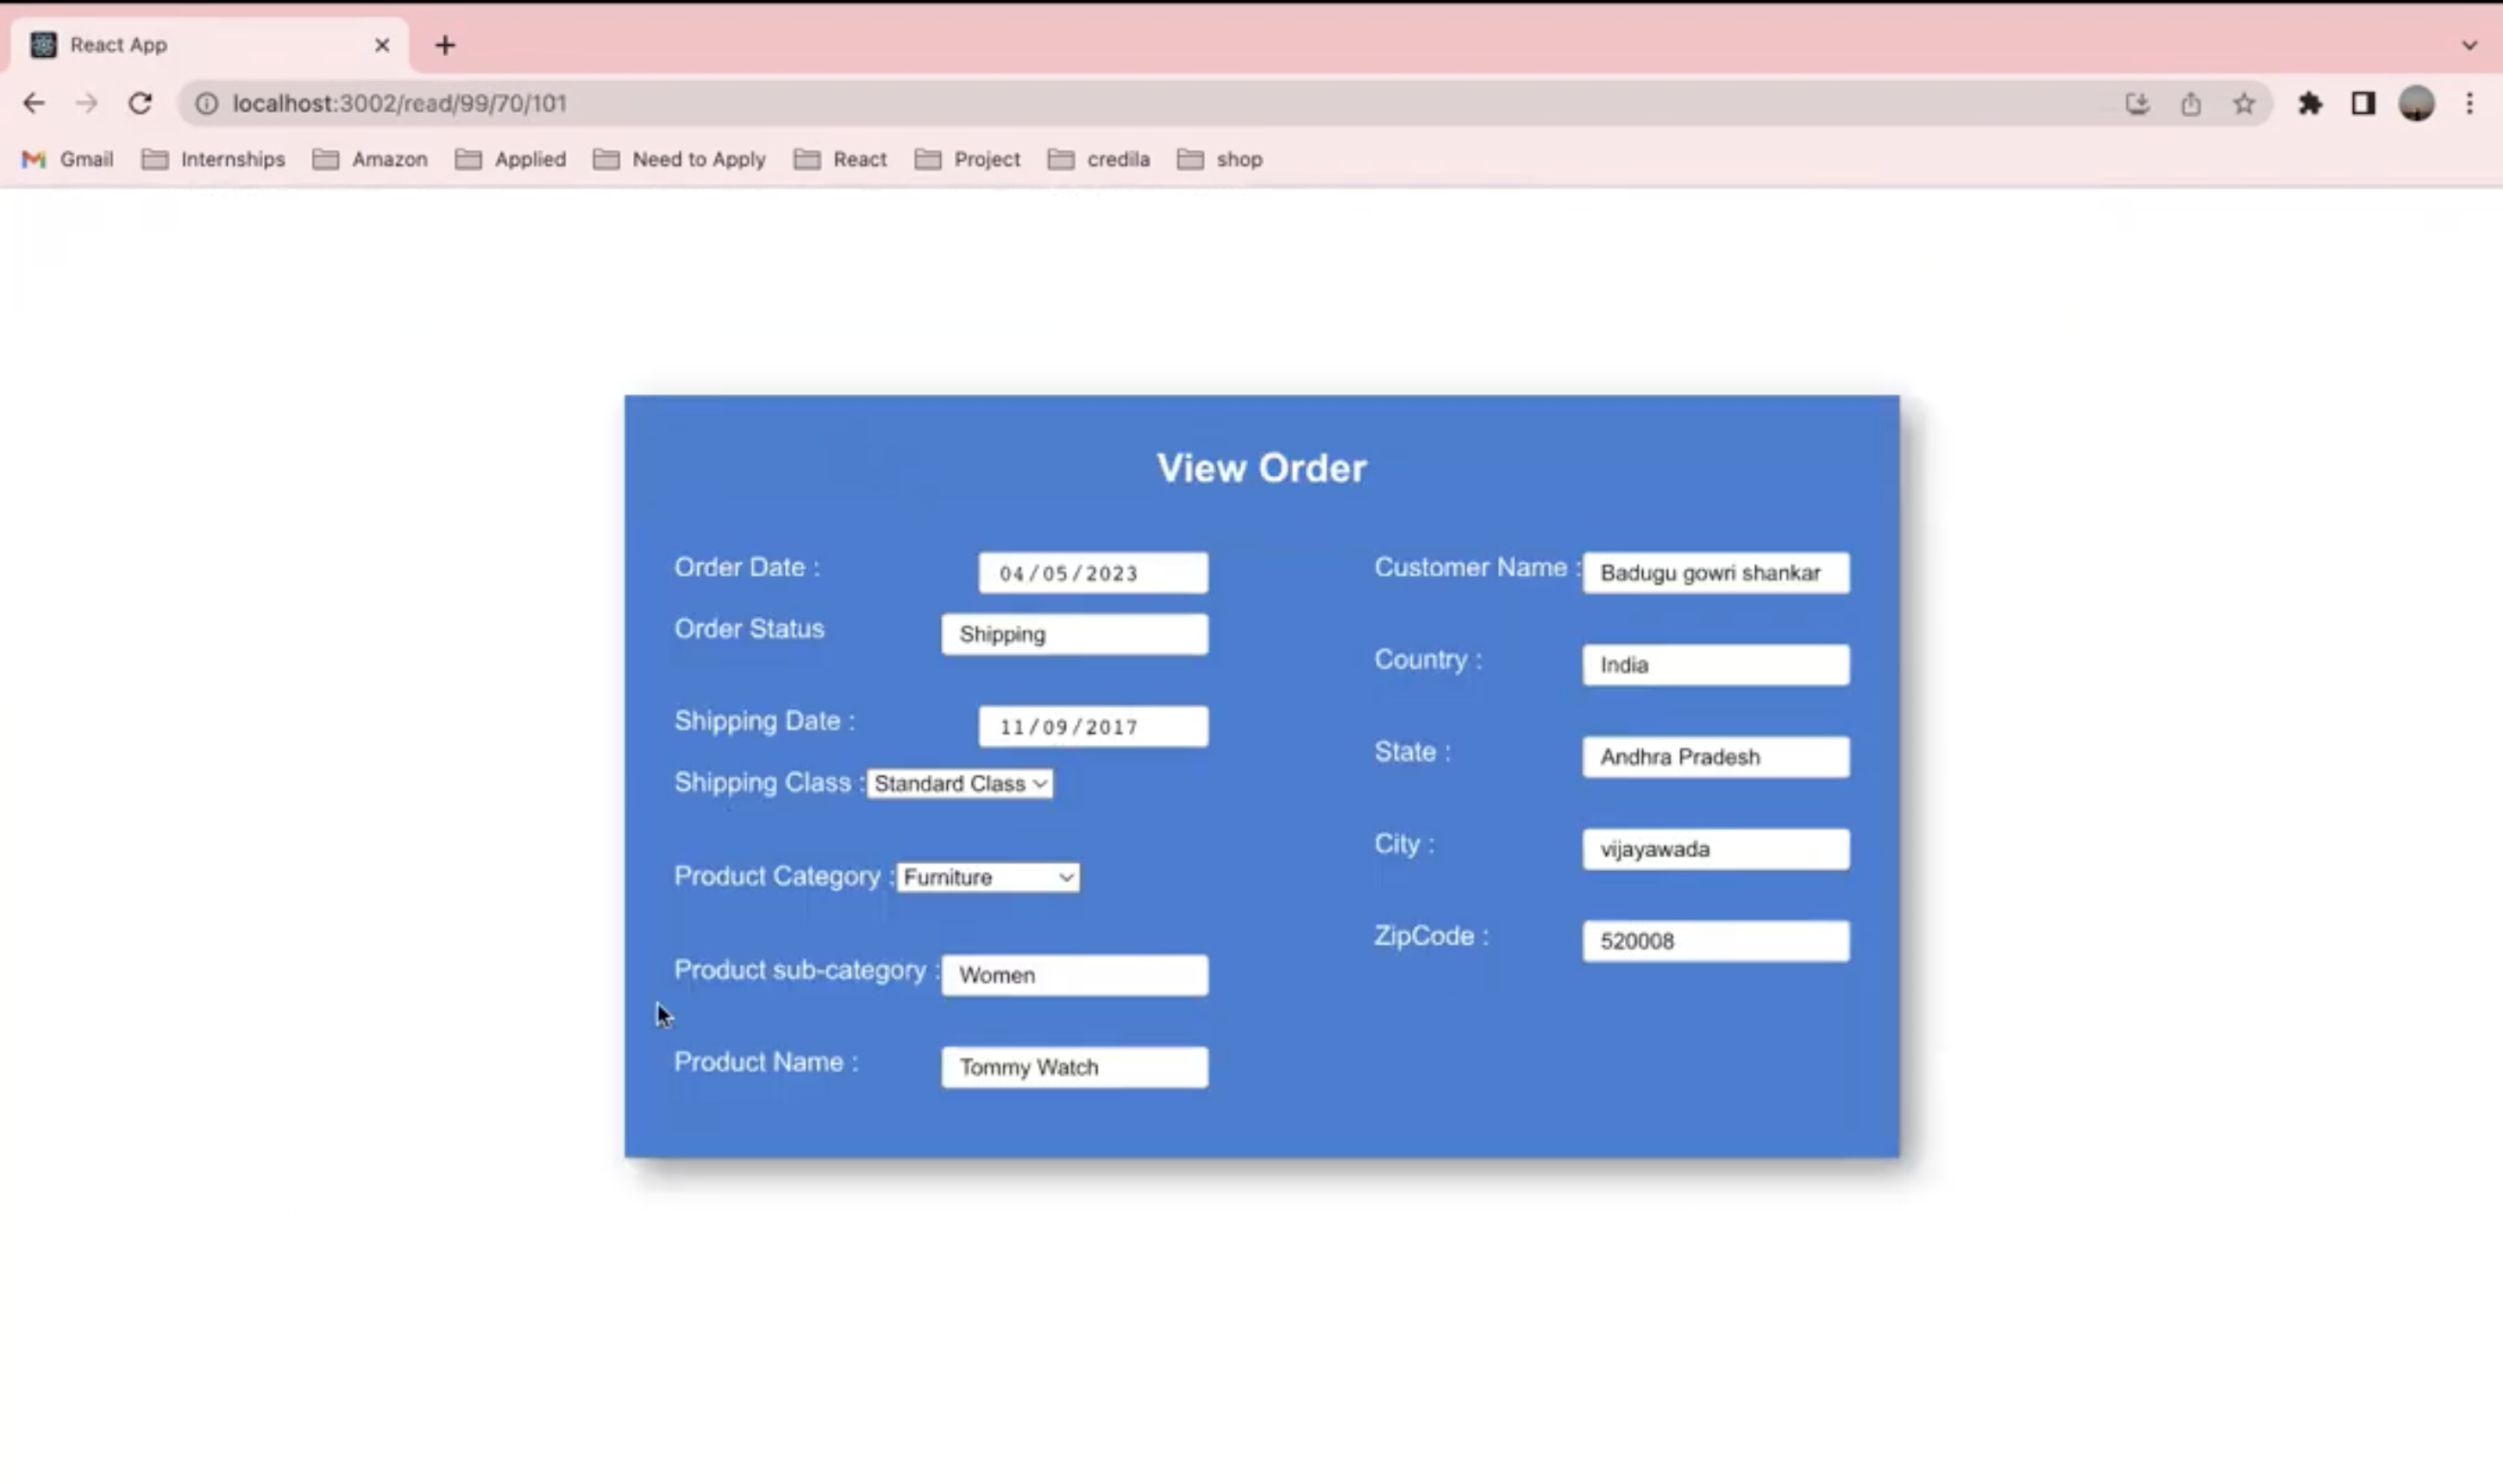 React App
localhost:3002/read/99/70/101
Gmail Internships Amazon Applied Need to Apply React Project credila shop
View Order
Order Date : 04/05/2023
Order Status Shipping
Shipping Date : 11/09/2017
Shipping Class : Standard Class
Product Category : Furniture
Product sub-category : Women
Product Name : Tommy Watch
Customer Name : Badugu gowri shankar
Country : India
State : Andhra Pradesh
City : vijayawada
ZipCode : 520008